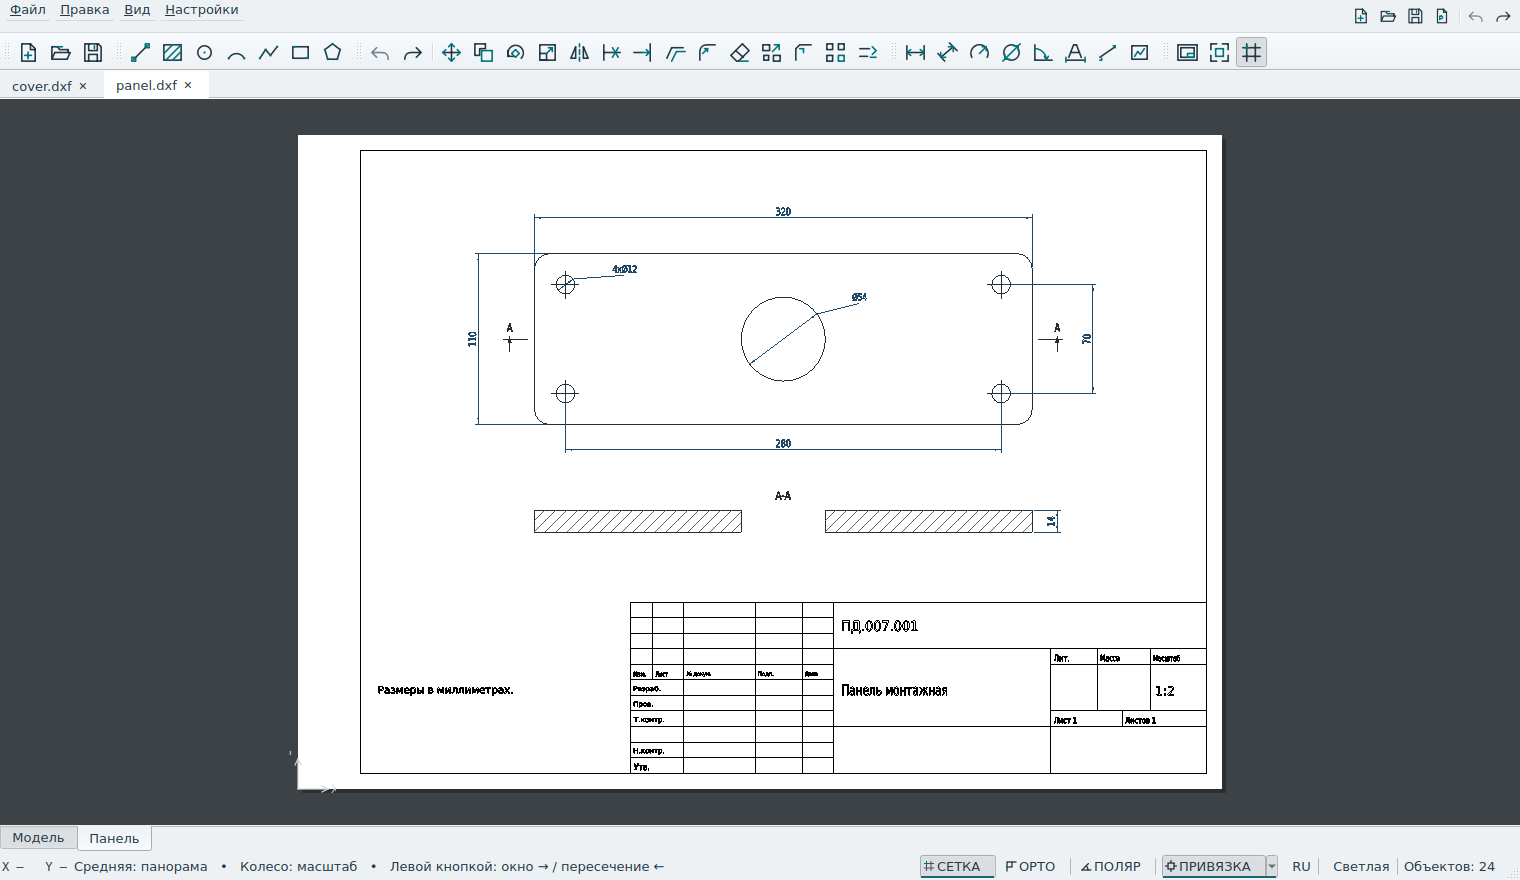 Файл Правка Вид Настройки
cover.dxf × panel.dxf ×
320
4xØ12
Ø54
А А
110
70
280
А-А
14
ПД.007.001
Лит. Масса Масштаб
Изм. Лист № докум. Подп. Дата
Разраб.
Размеры в миллиметрах.
Панель монтажная
1:2
Пров.
Т.контр.
Лист 1 Листов 1
Н.контр.
Утв.
Модель Панель
X – Y – Средняя: панорама • Колесо: масштаб • Левой кнопкой: окно → / пересечение ← СЕТКА ОРТО ПОЛЯР ПРИВЯЗКА RU Светлая Объектов: 24